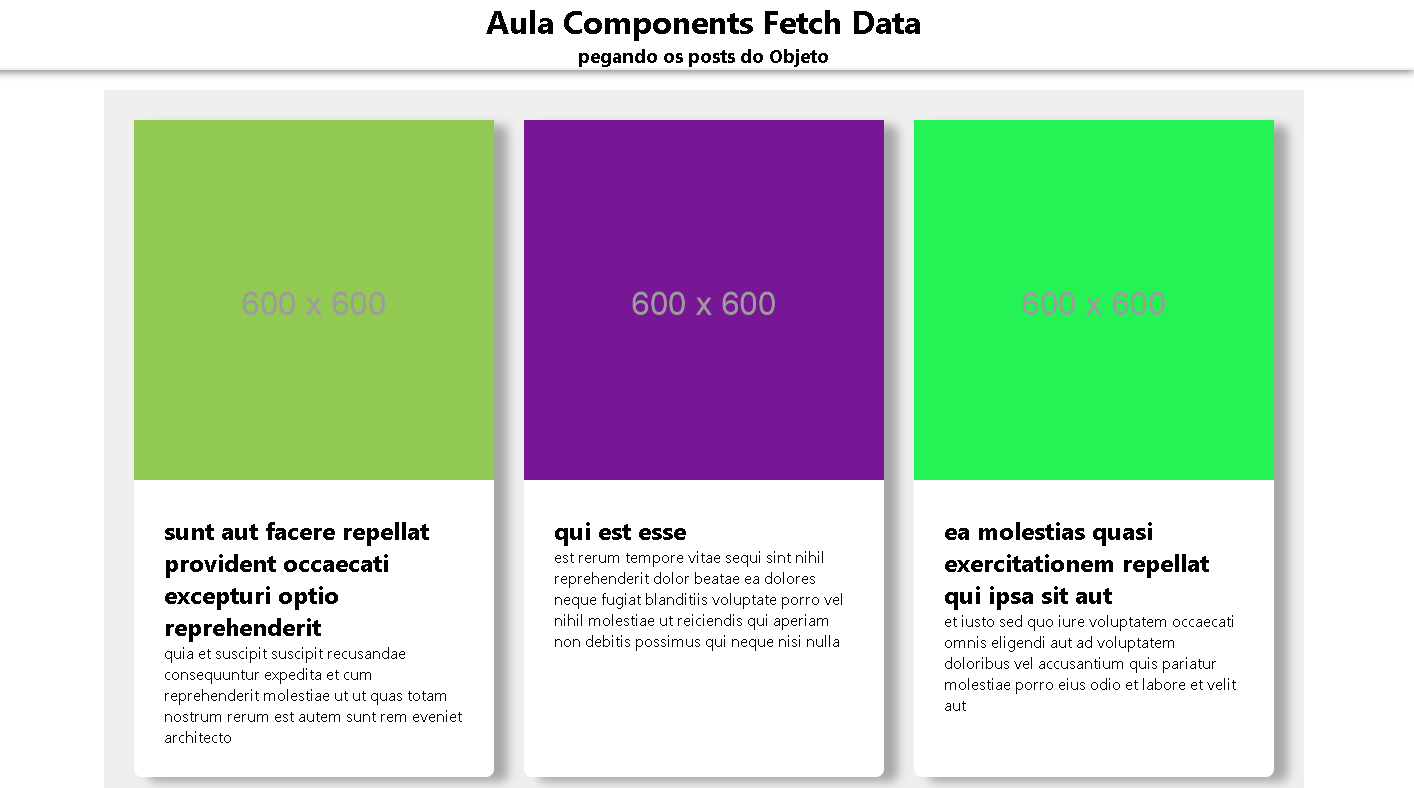 Aula Components Fetch Data
pegando os posts do Objeto
600 x 600
600 x 600
600 x 600
sunt aut facere repellat
provident occaecati
excepturi optio
reprehenderit
quia et suscipit suscipit recusandae
consequuntur expedita et cum
reprehenderit molestiae ut ut quas totam
nostrum rerum est autem sunt rem eveniet
architecto
qui est esse
est rerum tempore vitae sequi sint nihil
reprehenderit dolor beatae ea dolores
neque fugiat blanditiis voluptate porro vel
nihil molestiae ut reiciendis qui aperiam
non debitis possimus qui neque nisi nulla
ea molestias quasi
exercitationem repellat
qui ipsa sit aut
et iusto sed quo iure voluptatem occaecati
omnis eligendi aut ad voluptatem
doloribus vel accusantium quis pariatur
molestiae porro eius odio et labore et velit
aut